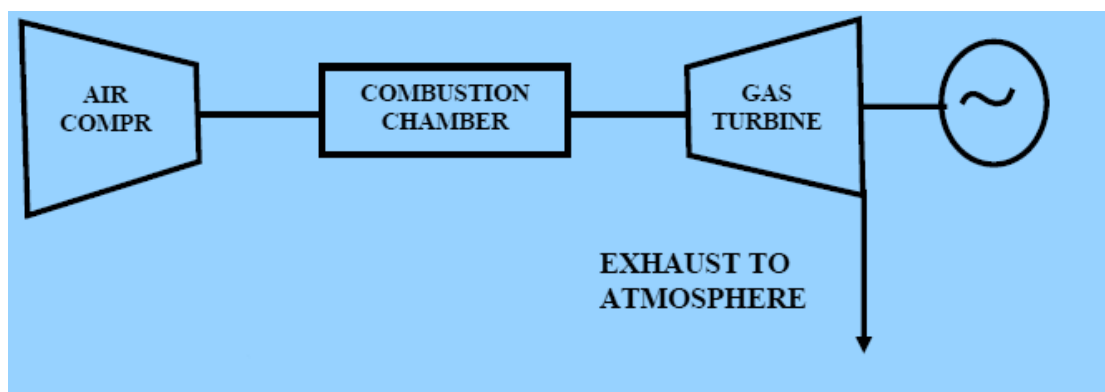 AIR
COMPR
COMBUSTION
CHAMBER
GAS
TURBINE
EXHAUST TO
ATMOSPHERE